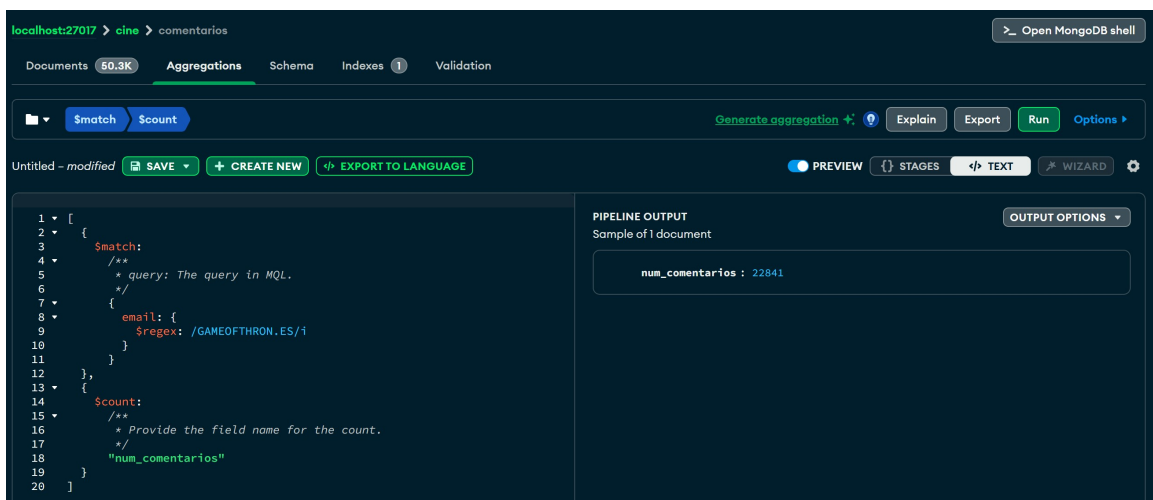 localhost:27017 > cine > comentarios
>_ Open MongoDB shell
Documents 50.3K Aggregations Schema Indexes 1 Validation
$match $count
Generate aggregation Explain Export Run Options
Untitled – modified SAVE + CREATE NEW </> EXPORT TO LANGUAGE
PREVIEW {} STAGES </> TEXT WIZARD
1 [
2 {
3 $match:
4 /**
5 * query: The query in MQL.
6 */
7 {
8 email: {
9 $regex: /GAMEOFTHRON.ES/i
10 }
11 }
12 },
13 {
14 $count:
15 /**
16 * Provide the field name for the count.
17 */
18 "num_comentarios"
19 }
20 ]
PIPELINE OUTPUT
Sample of 1 document
OUTPUT OPTIONS
num_comentarios : 22841